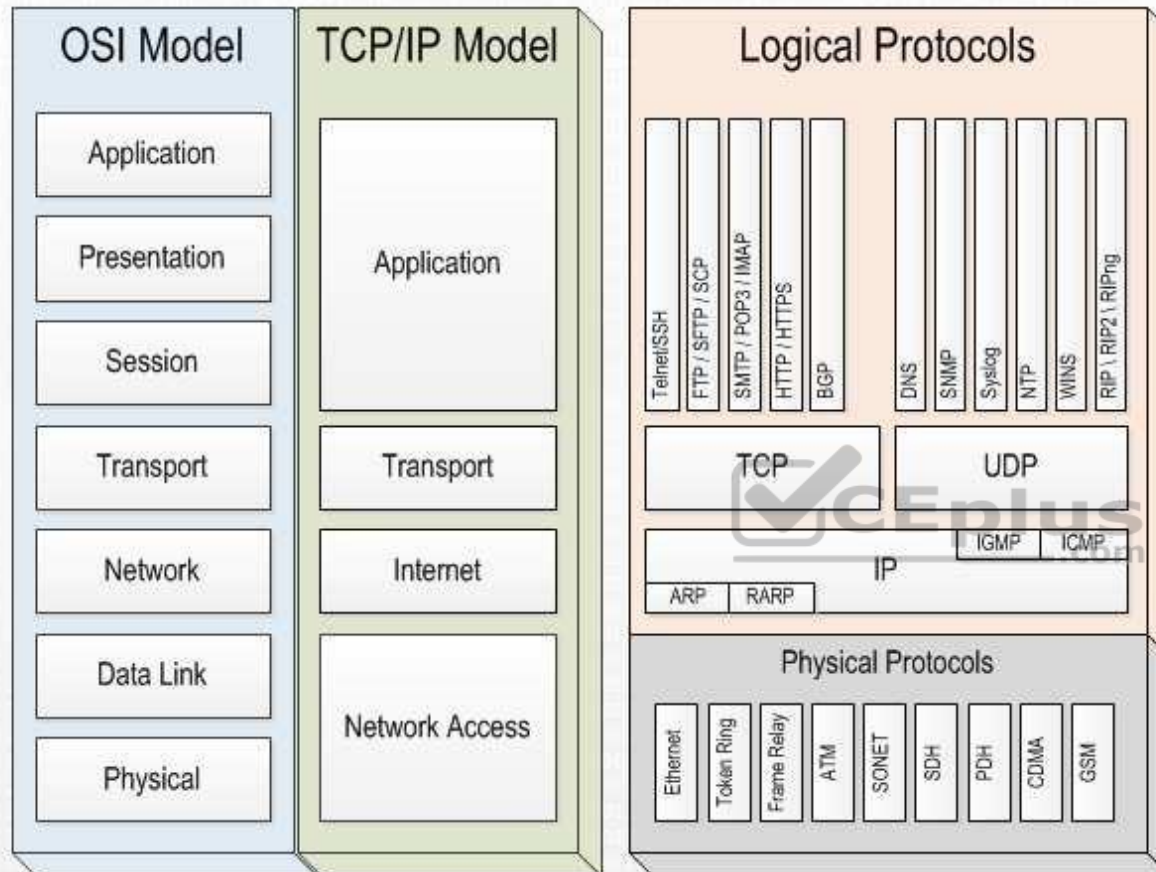 OSI Model
Application
Presentation
Session
Transport
Network
Data Link
Physical
TCP/IP Model
Application
Transport
Internet
Network Access
Logical Protocols
Telnet/SSH
FTP / SFTP / SCP
SMTP / POP3 / IMAP
HTTP / HTTPS
BGP
DNS
SNMP
Syslog
NTP
WINS
RIP \ RIP2 \ RIPng
TCP
UDP
CEplus
.com
IGMP
ICMP
IP
ARP
RARP
Physical Protocols
Ethernet
Token Ring
Frame Relay
ATM
SONET
SDH
PDH
CDMA
GSM